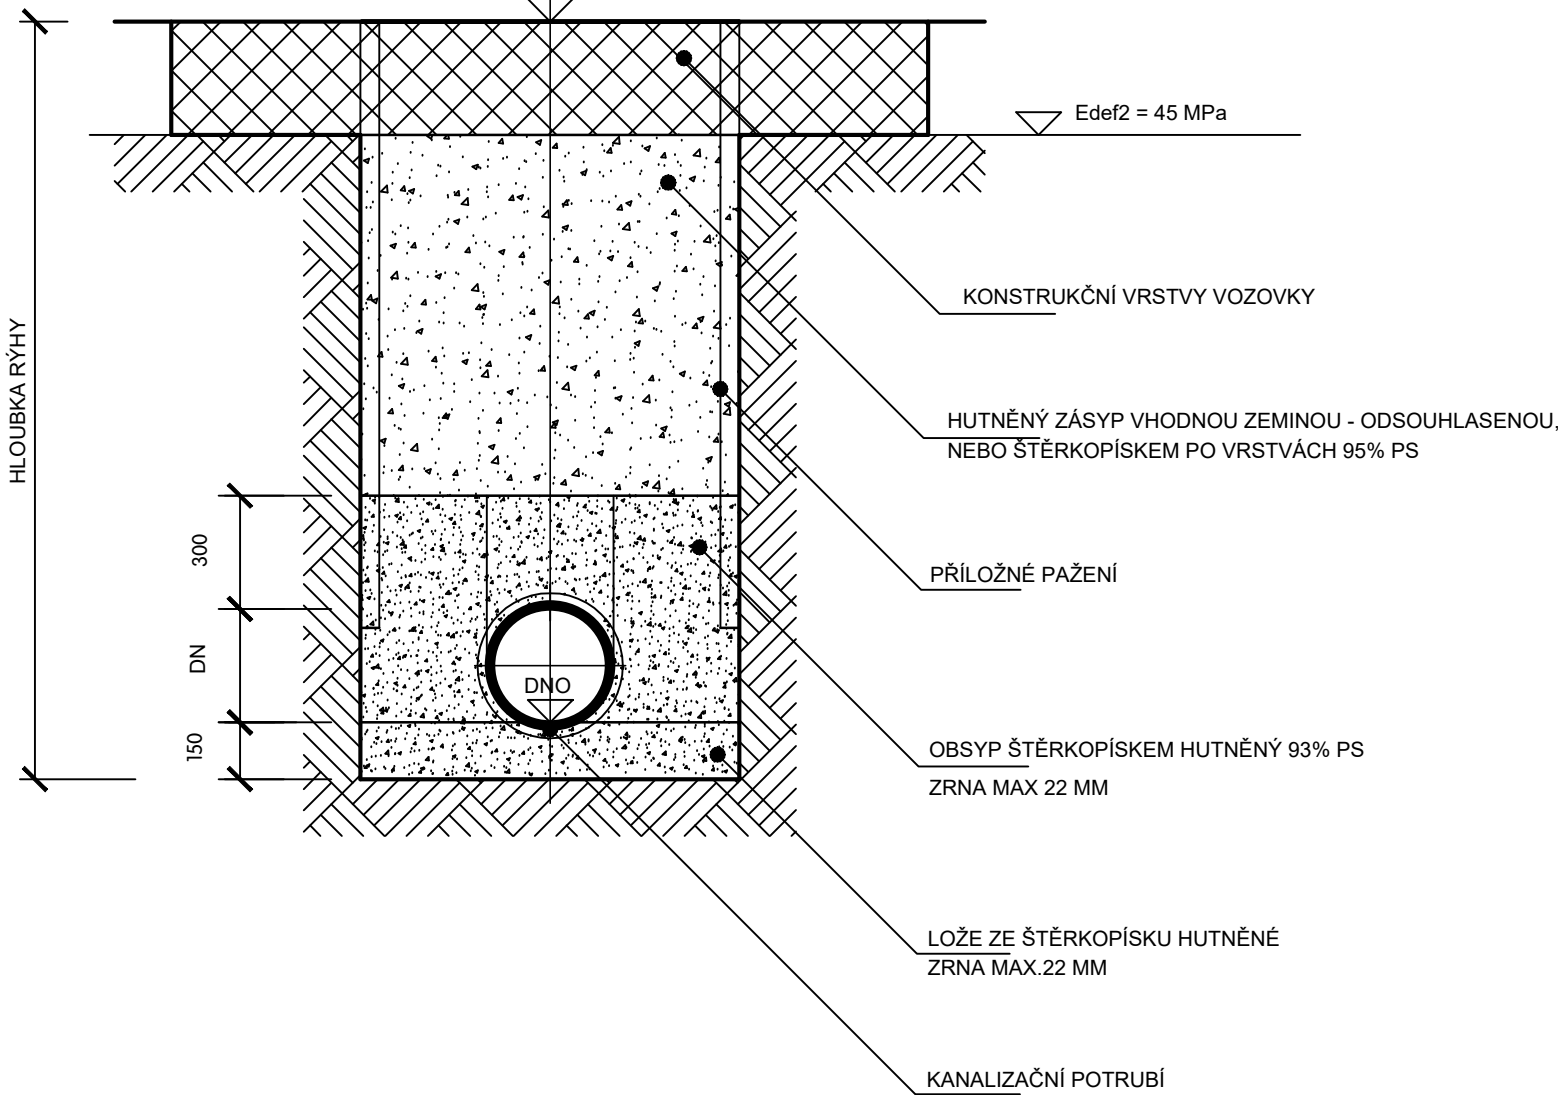 Edef2 = 45 MPa
KONSTRUKČNÍ VRSTVY VOZOVKY
HLOUBKA RÝHY
HUTNĚNÝ ZÁSYP VHODNOU ZEMINOU - ODSOUHLASENOU,
NEBO ŠTĚRKOPÍSKEM PO VRSTVÁCH 95% PS
300
PŘÍLOŽNÉ PAŽENÍ
DN
DNO
150
OBSYP ŠTĚRKOPÍSKEM HUTNĚNÝ 93% PS
ZRNA MAX 22 MM
LOŽE ZE ŠTĚRKOPÍSKU HUTNĚNÉ
ZRNA MAX.22 MM
KANALIZAČNÍ POTRUBÍ